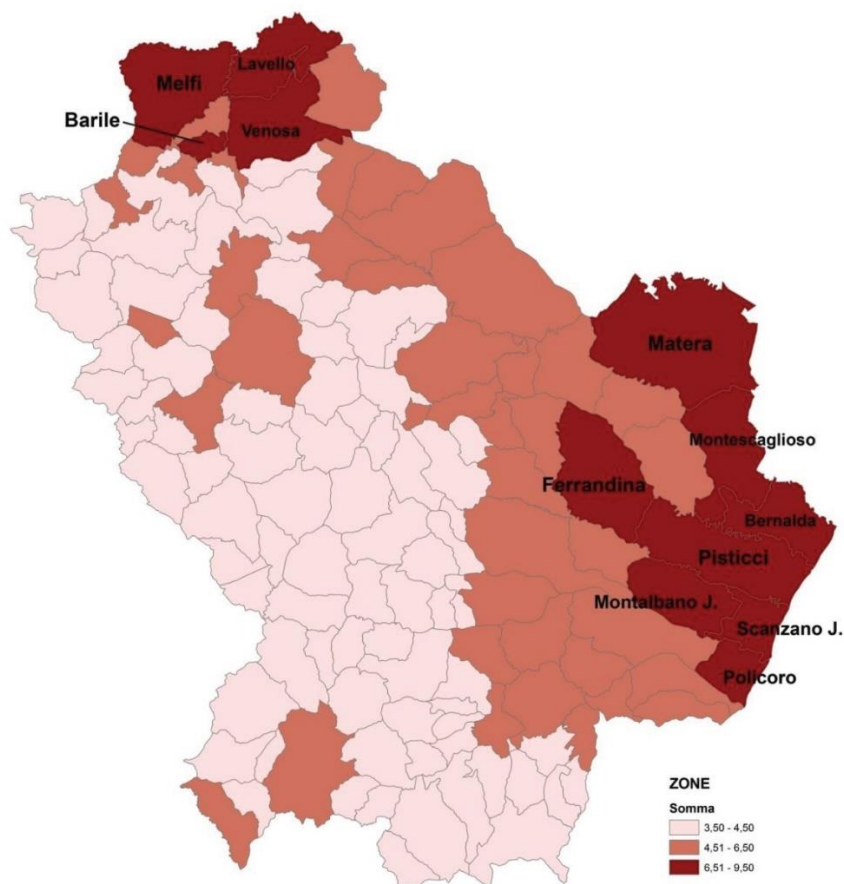 Lavello
Melfi
Barile
Venosa
Matera
Montescaglioso
Ferrandina
Bernalda
Pisticci
Montalbano J.
Scanzano J.
Policoro
ZONE
Somma
3,50 - 4,50
4,51 - 6,50
6,51 - 9,50